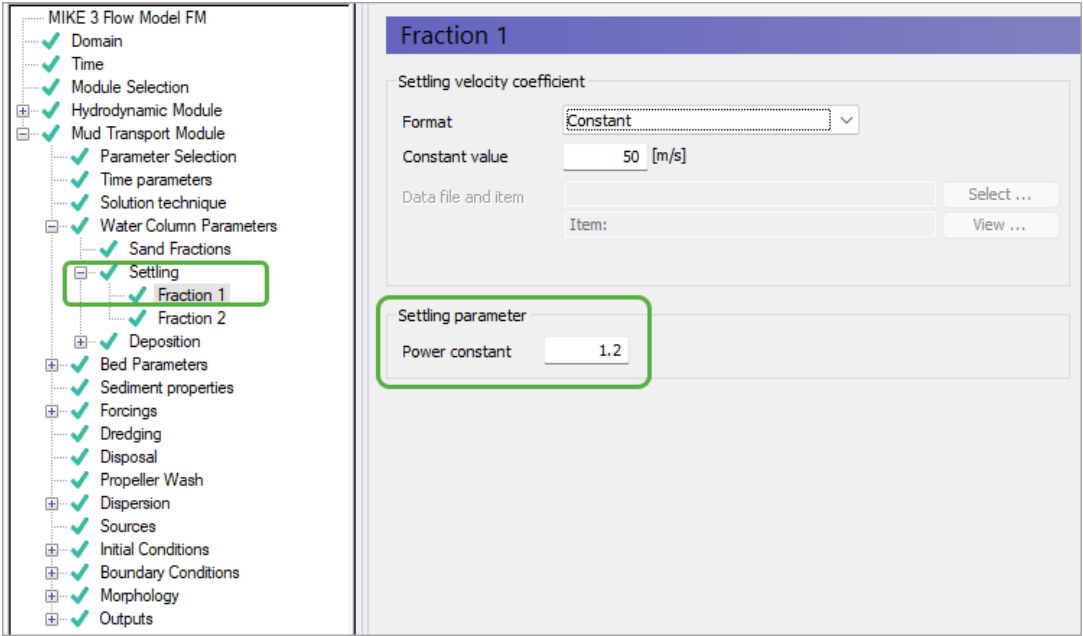 MIKE 3 Flow Model FM
Domain
Time
Module Selection
Hydrodynamic Module
Mud Transport Module
Parameter Selection
Time parameters
Solution technique
Water Column Parameters
Sand Fractions
Settling
Fraction 1
Fraction 2
Deposition
Bed Parameters
Sediment properties
Forcings
Dredging
Disposal
Propeller Wash
Dispersion
Sources
Initial Conditions
Boundary Conditions
Morphology
Outputs
Fraction 1
Settling velocity coefficient
Format Constant
Constant value 50 [m/s]
Data file and item Select ...
Item: View ...
Settling parameter
Power constant 1.2